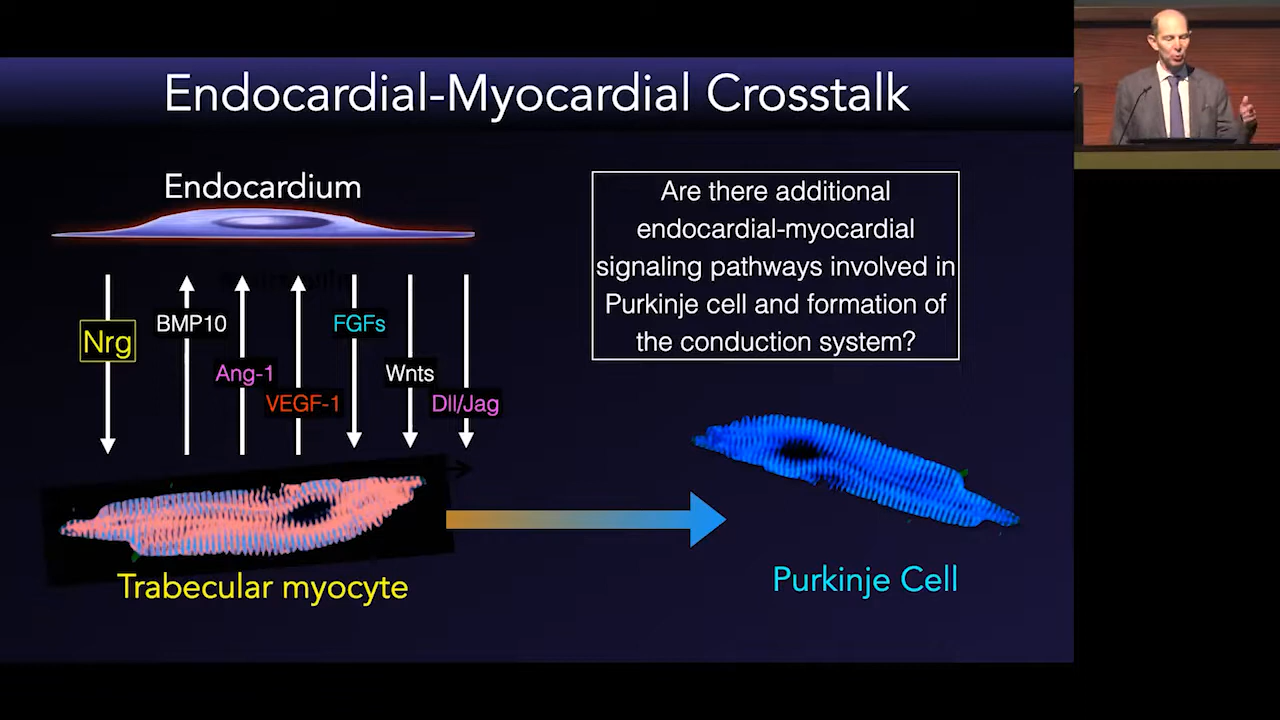 Endocardial-Myocardial Crosstalk
Endocardium
Are there additional
endocardial-myocardial
signaling pathways involved in
Purkinje cell and formation of
the conduction system?
Nrg
BMP10
FGFs
Ang-1
Wnts
VEGF-1
Dll/Jag
Trabecular myocyte
Purkinje Cell